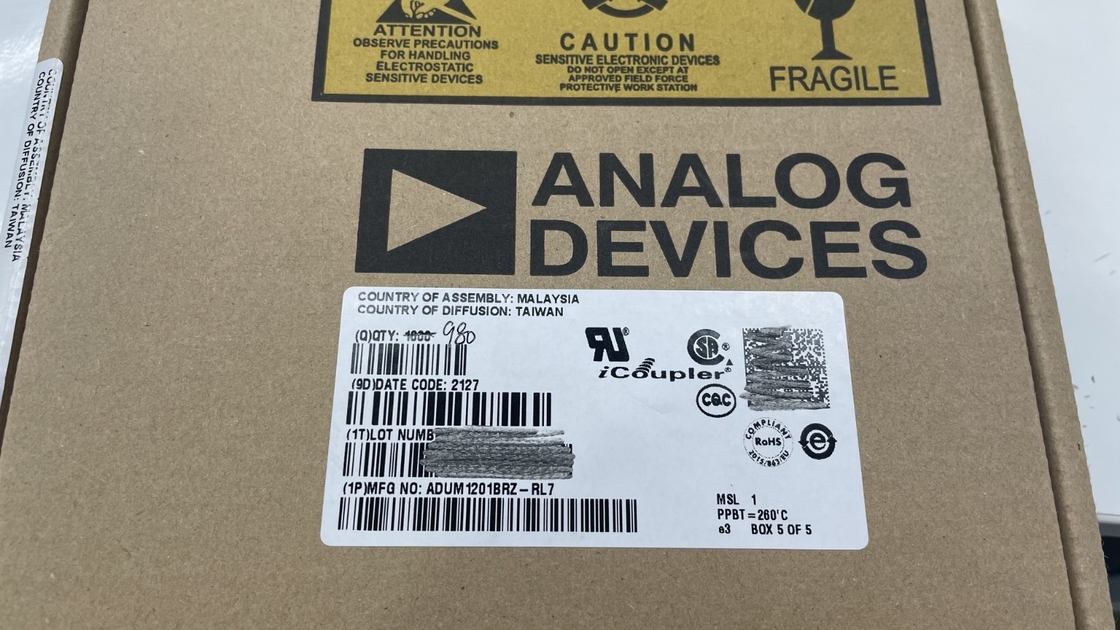 ATTENTION
OBSERVE PRECAUTIONS
FOR HANDLING
ELECTROSTATIC
SENSITIVE DEVICES
CAUTION
SENSITIVE ELECTRONIC DEVICES
DO NOT OPEN EXCEPT AT
APPROVED FIELD FORCE
PROTECTIVE WORK STATION
FRAGILE
COUNTRY OF ASSEMBLY: MALAYSIA
COUNTRY OF DIFFUSION: TAIWAN
ANALOG
DEVICES
COUNTRY OF ASSEMBLY: MALAYSIA
COUNTRY OF DIFFUSION: TAIWAN
(Q)QTY: 1000 980
(9D)DATE CODE: 2127
(1T)LOT NUMB
(1P)MFG NO: ADUM1201BRZ-RL7
iCoupler®
CQC
COMPLIANT
RoHS
2015/863/EU
e
MSL 1
PPBT=260'C
e3 BOX 5 OF 5